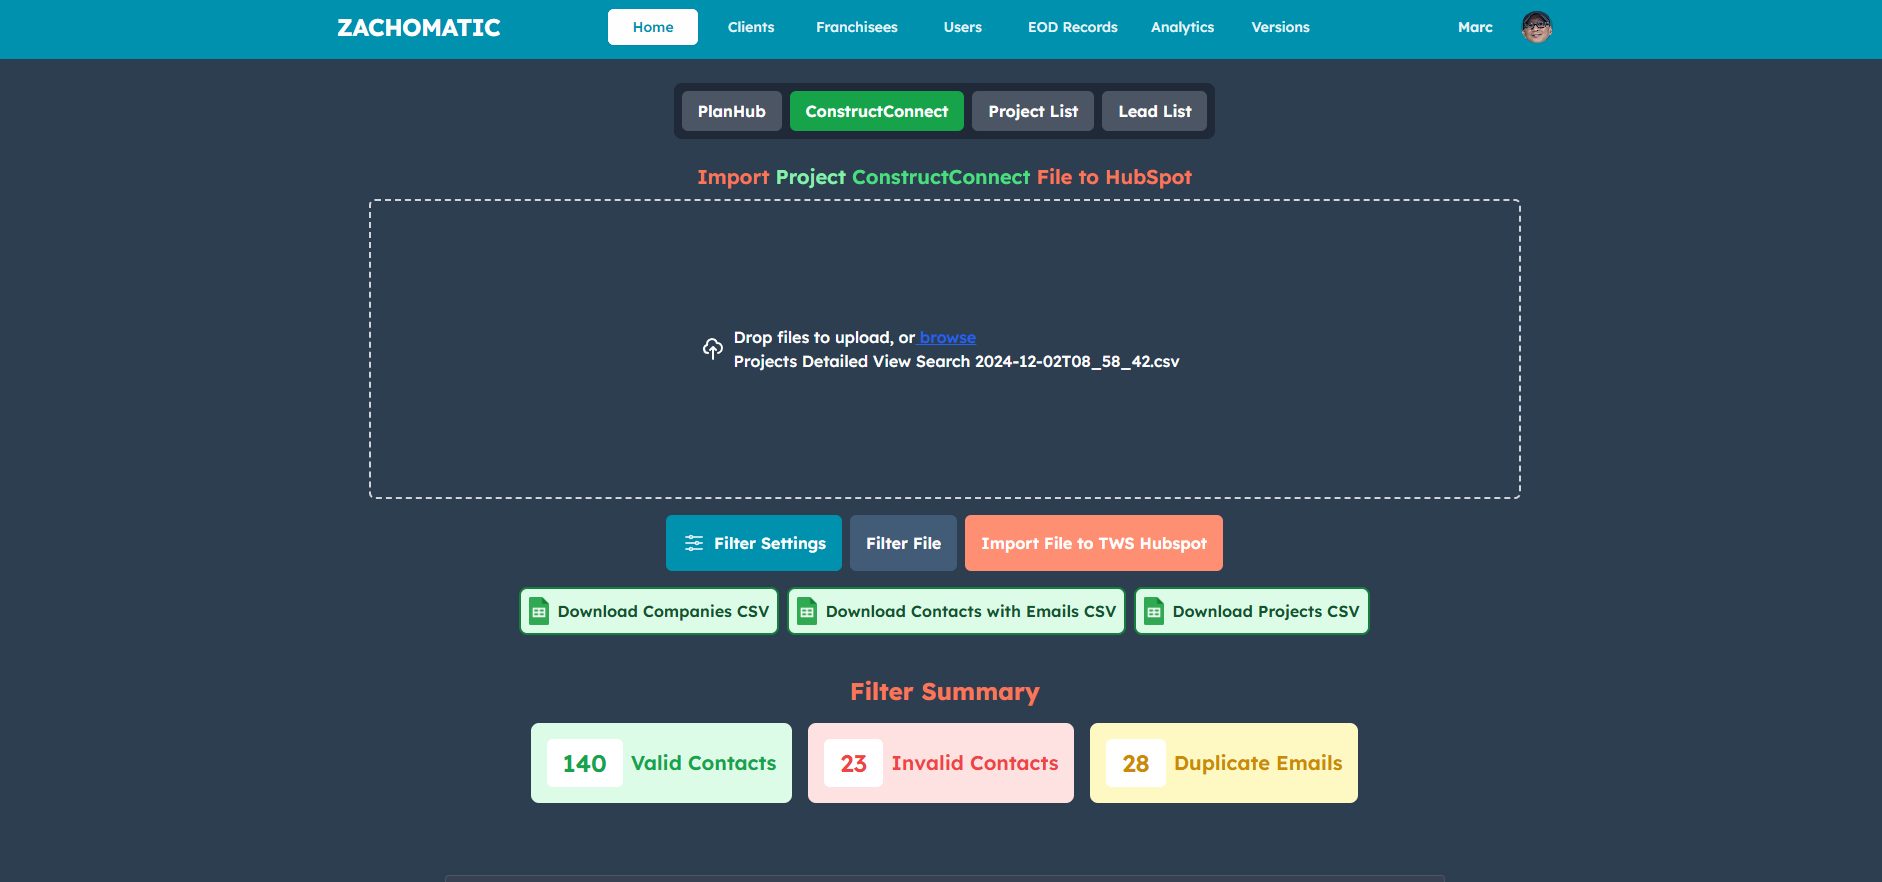 ZACHOMATIC
Home Clients Franchisees Users EOD Records Analytics Versions Marc
PlanHub ConstructConnect Project List Lead List
Import Project ConstructConnect File to HubSpot
Drop files to upload, or browse
Projects Detailed View Search 2024-12-02T08_58_42.csv
Filter Settings Filter File Import File to TWS Hubspot
Download Companies CSV Download Contacts with Emails CSV Download Projects CSV
Filter Summary
140 Valid Contacts 23 Invalid Contacts 28 Duplicate Emails